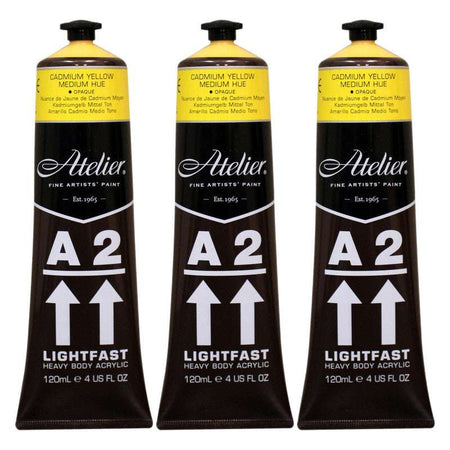 CADMIUM YELLOW
MEDIUM HUE
• OPAQUE
Nuance de Jaune de Cadmium Moyen
Kadmiumgelb Mittel Ton
Amarillo Cadmio Medio Tono
Atelier®
FINE ARTISTS' PAINT
Est. 1965
A2
LIGHTFAST
HEAVY BODY ACRYLIC
120mL ℮ 4 US FL OZ
CADMIUM YELLOW
MEDIUM HUE
• OPAQUE
Nuance de Jaune de Cadmium Moyen
Kadmiumgelb Mittel Ton
Amarillo Cadmio Medio Tono
Atelier®
FINE ARTISTS' PAINT
Est. 1965
A2
LIGHTFAST
HEAVY BODY ACRYLIC
120mL ℮ 4 US FL OZ
CADMIUM YELLOW
MEDIUM HUE
• OPAQUE
Nuance de Jaune de Cadmium Moyen
Kadmiumgelb Mittel Ton
Amarillo Cadmio Medio Tono
Atelier®
FINE ARTISTS' PAINT
Est. 1965
A2
LIGHTFAST
HEAVY BODY ACRYLIC
120mL ℮ 4 US FL OZ